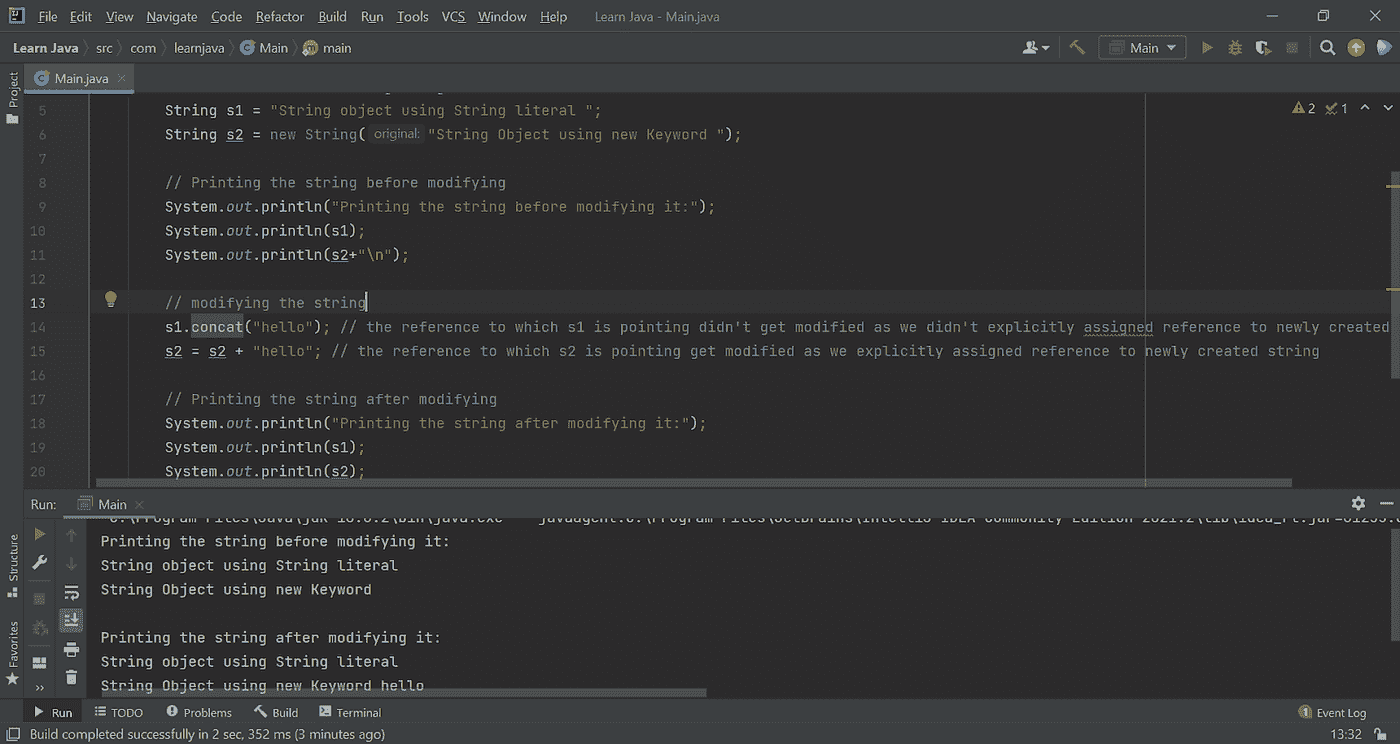 File Edit View Navigate Code Refactor Build Run Tools VCS Window Help Learn Java - Main.java
Learn Java src com learnjava Main main Main
Project
Main.java
5 String s1 = "String object using String literal ";
2 1
6 String s2 = new String( original: "String Object using new Keyword ");
7
8 // Printing the string before modifying
9 System.out.println("Printing the string before modifying it:");
10 System.out.println(s1);
11 System.out.println(s2+"\n");
12
13 // modifying the string
14 s1.concat("hello"); // the reference to which s1 is pointing didn't get modified as we didn't explicitly assigned reference to newly created
15 s2 = s2 + "hello"; // the reference to which s2 is pointing get modified as we explicitly assigned reference to newly created string
16
17 // Printing the string after modifying
18 System.out.println("Printing the string after modifying it:");
19 System.out.println(s1);
20 System.out.println(s2);
Run: Main
Printing the string before modifying it:
String object using String literal
String Object using new Keyword
Printing the string after modifying it:
String object using String literal
String Object using new Keyword hello
Structure
Favorites
Run TODO Problems Build Terminal 1 Event Log
Build completed successfully in 2 sec, 352 ms (3 minutes ago) 13:32